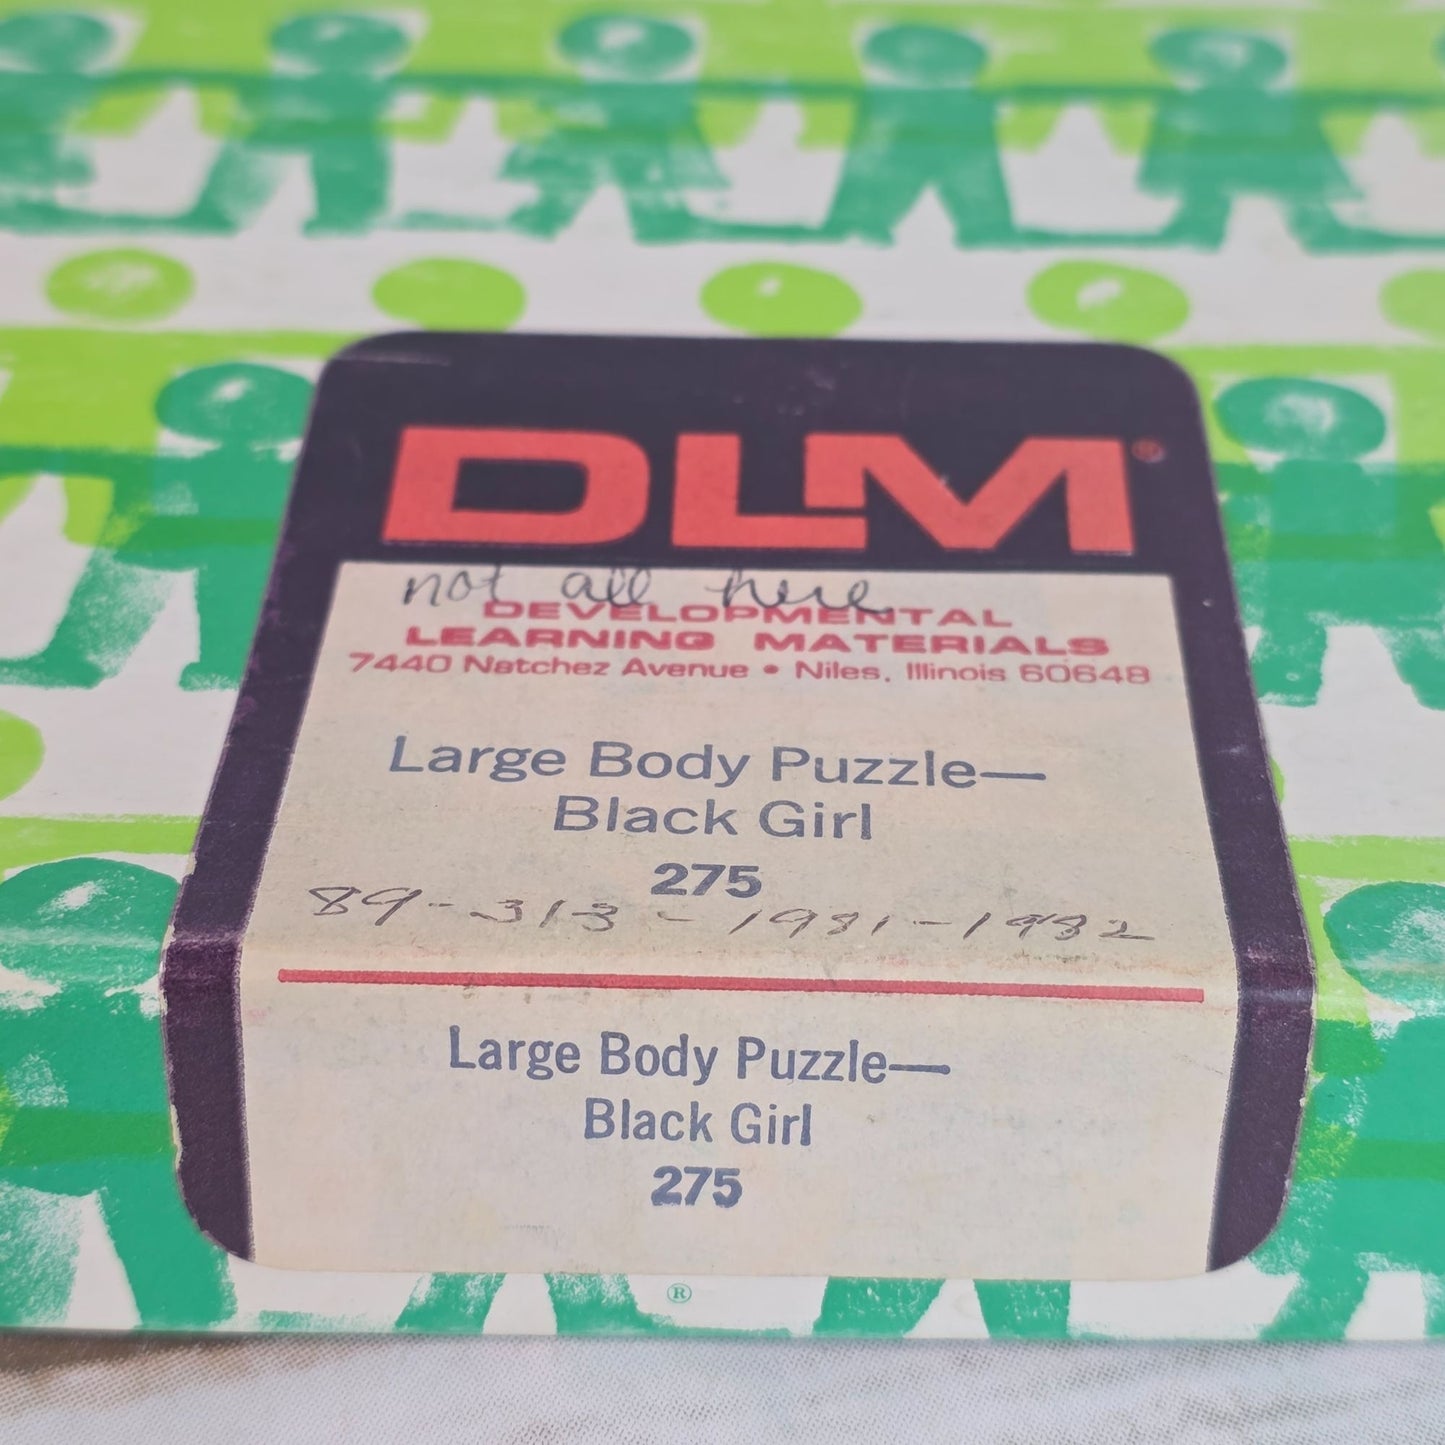 DLM®
not all here
DEVELOPMENTAL
LEARNING MATERIALS
7440 Natchez Avenue • Niles, Illinois 60648
Large Body Puzzle—
Black Girl
275
89-313-1981-1982
Large Body Puzzle—
Black Girl
275
®